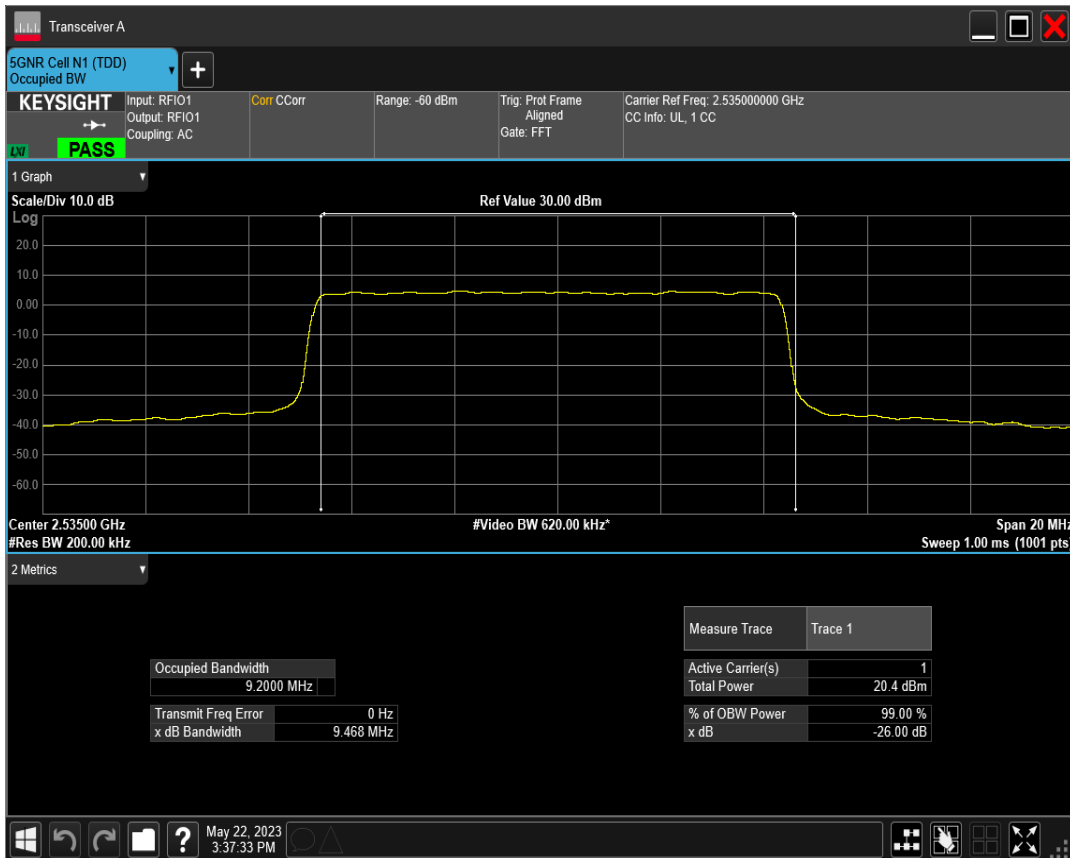 Transceiver A
5GNR Cell N1 (TDD)
Occupied BW
+
KEYSIGHT
LXI
PASS
Input: RFIO1
Output: RFIO1
Coupling: AC
Corr CCorr
Range: -60 dBm
Trig: Prot Frame
Aligned
Gate: FFT
Carrier Ref Freq: 2.535000000 GHz
CC Info: UL, 1 CC
1 Graph
Scale/Div 10.0 dB
Ref Value 30.00 dBm
Log
20.0
10.0
0.00
-10.0
-20.0
-30.0
-40.0
-50.0
-60.0
Center 2.53500 GHz
#Video BW 620.00 kHz*
Span 20 MHz
#Res BW 200.00 kHz
Sweep 1.00 ms (1001 pts)
2 Metrics
Measure Trace Trace 1
Occupied Bandwidth
9.2000 MHz
Active Carrier(s) 1
Total Power 20.4 dBm
Transmit Freq Error 0 Hz
x dB Bandwidth 9.468 MHz
% of OBW Power 99.00 %
x dB -26.00 dB
?
May 22, 2023
3:37:33 PM